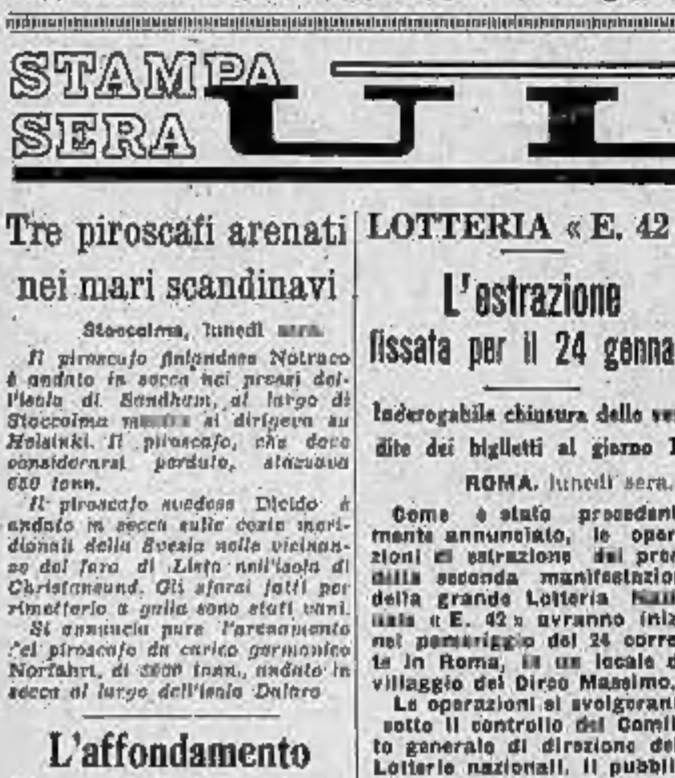 STAMPA
SERA
UL
Tre piroscafi arenati
nei mari scandinavi
Stoccolma, lunedì sera.
Il piroscafo finlandese Notraco
è andato in secca nei pressi del-
l'isola di Sandham, al largo di
Stoccolma mentre si dirigeva su
Helsinki. Il piroscafo, che deve
considerarsi perduto, stazzava
650 tonn.
Il piroscafo svedese Dicido è
andato in secca sulle coste meri-
dionali della Svezia nelle vicinan-
ze del faro di nell'isola di
Christansund. Gli sforzi fatti per
rimetterlo a galla sono stati vani.
Si annuncia pure l'arenamento
del piroscafo da carico germanico
Norfahrt, di tonn., andato in
secca al largo dell'isola Dalaro
L'affondamento
LOTTERIA « E. 42
L'estrazione
fissata per il 24 genna
Inderogabile chiusura delle ven
dite dei biglietti al giorno
ROMA, lunedì sera.
Come è stato precedent
mente annunciato, le oper
zioni di estrazione dei prem
della seconda manifestazion
della grande Lotteria
« E. 42 » avranno iniz
nel pomeriggio del 24 corre
te in Roma, in un locale d
villaggio del Circo Massimo.
Le operazioni si svolgerann
sotto il controllo del Comit
to generale di direzione del
Lotterie nazionali. Il pubbli